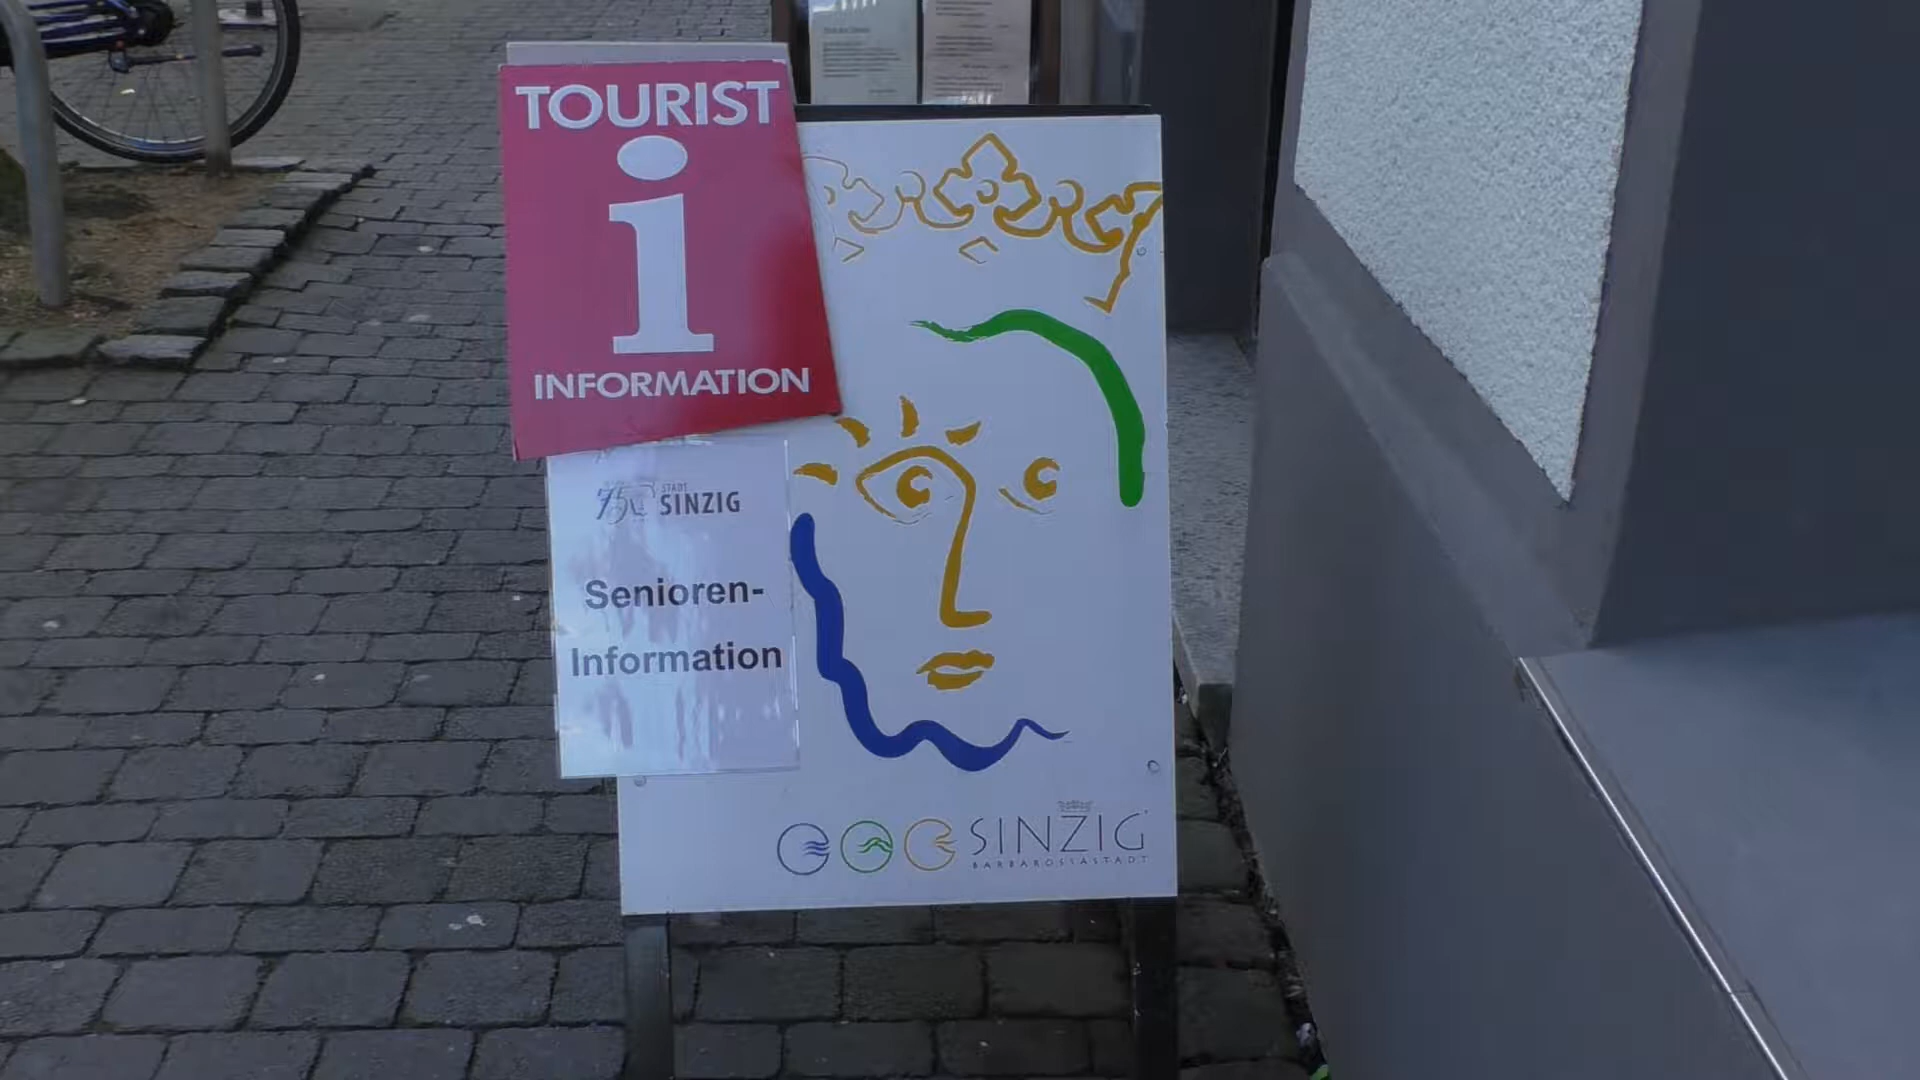 TOURIST
i
INFORMATION
750 STADT
SINZIG
Senioren-
Information
SINZIG
BARBAROSSASTADT